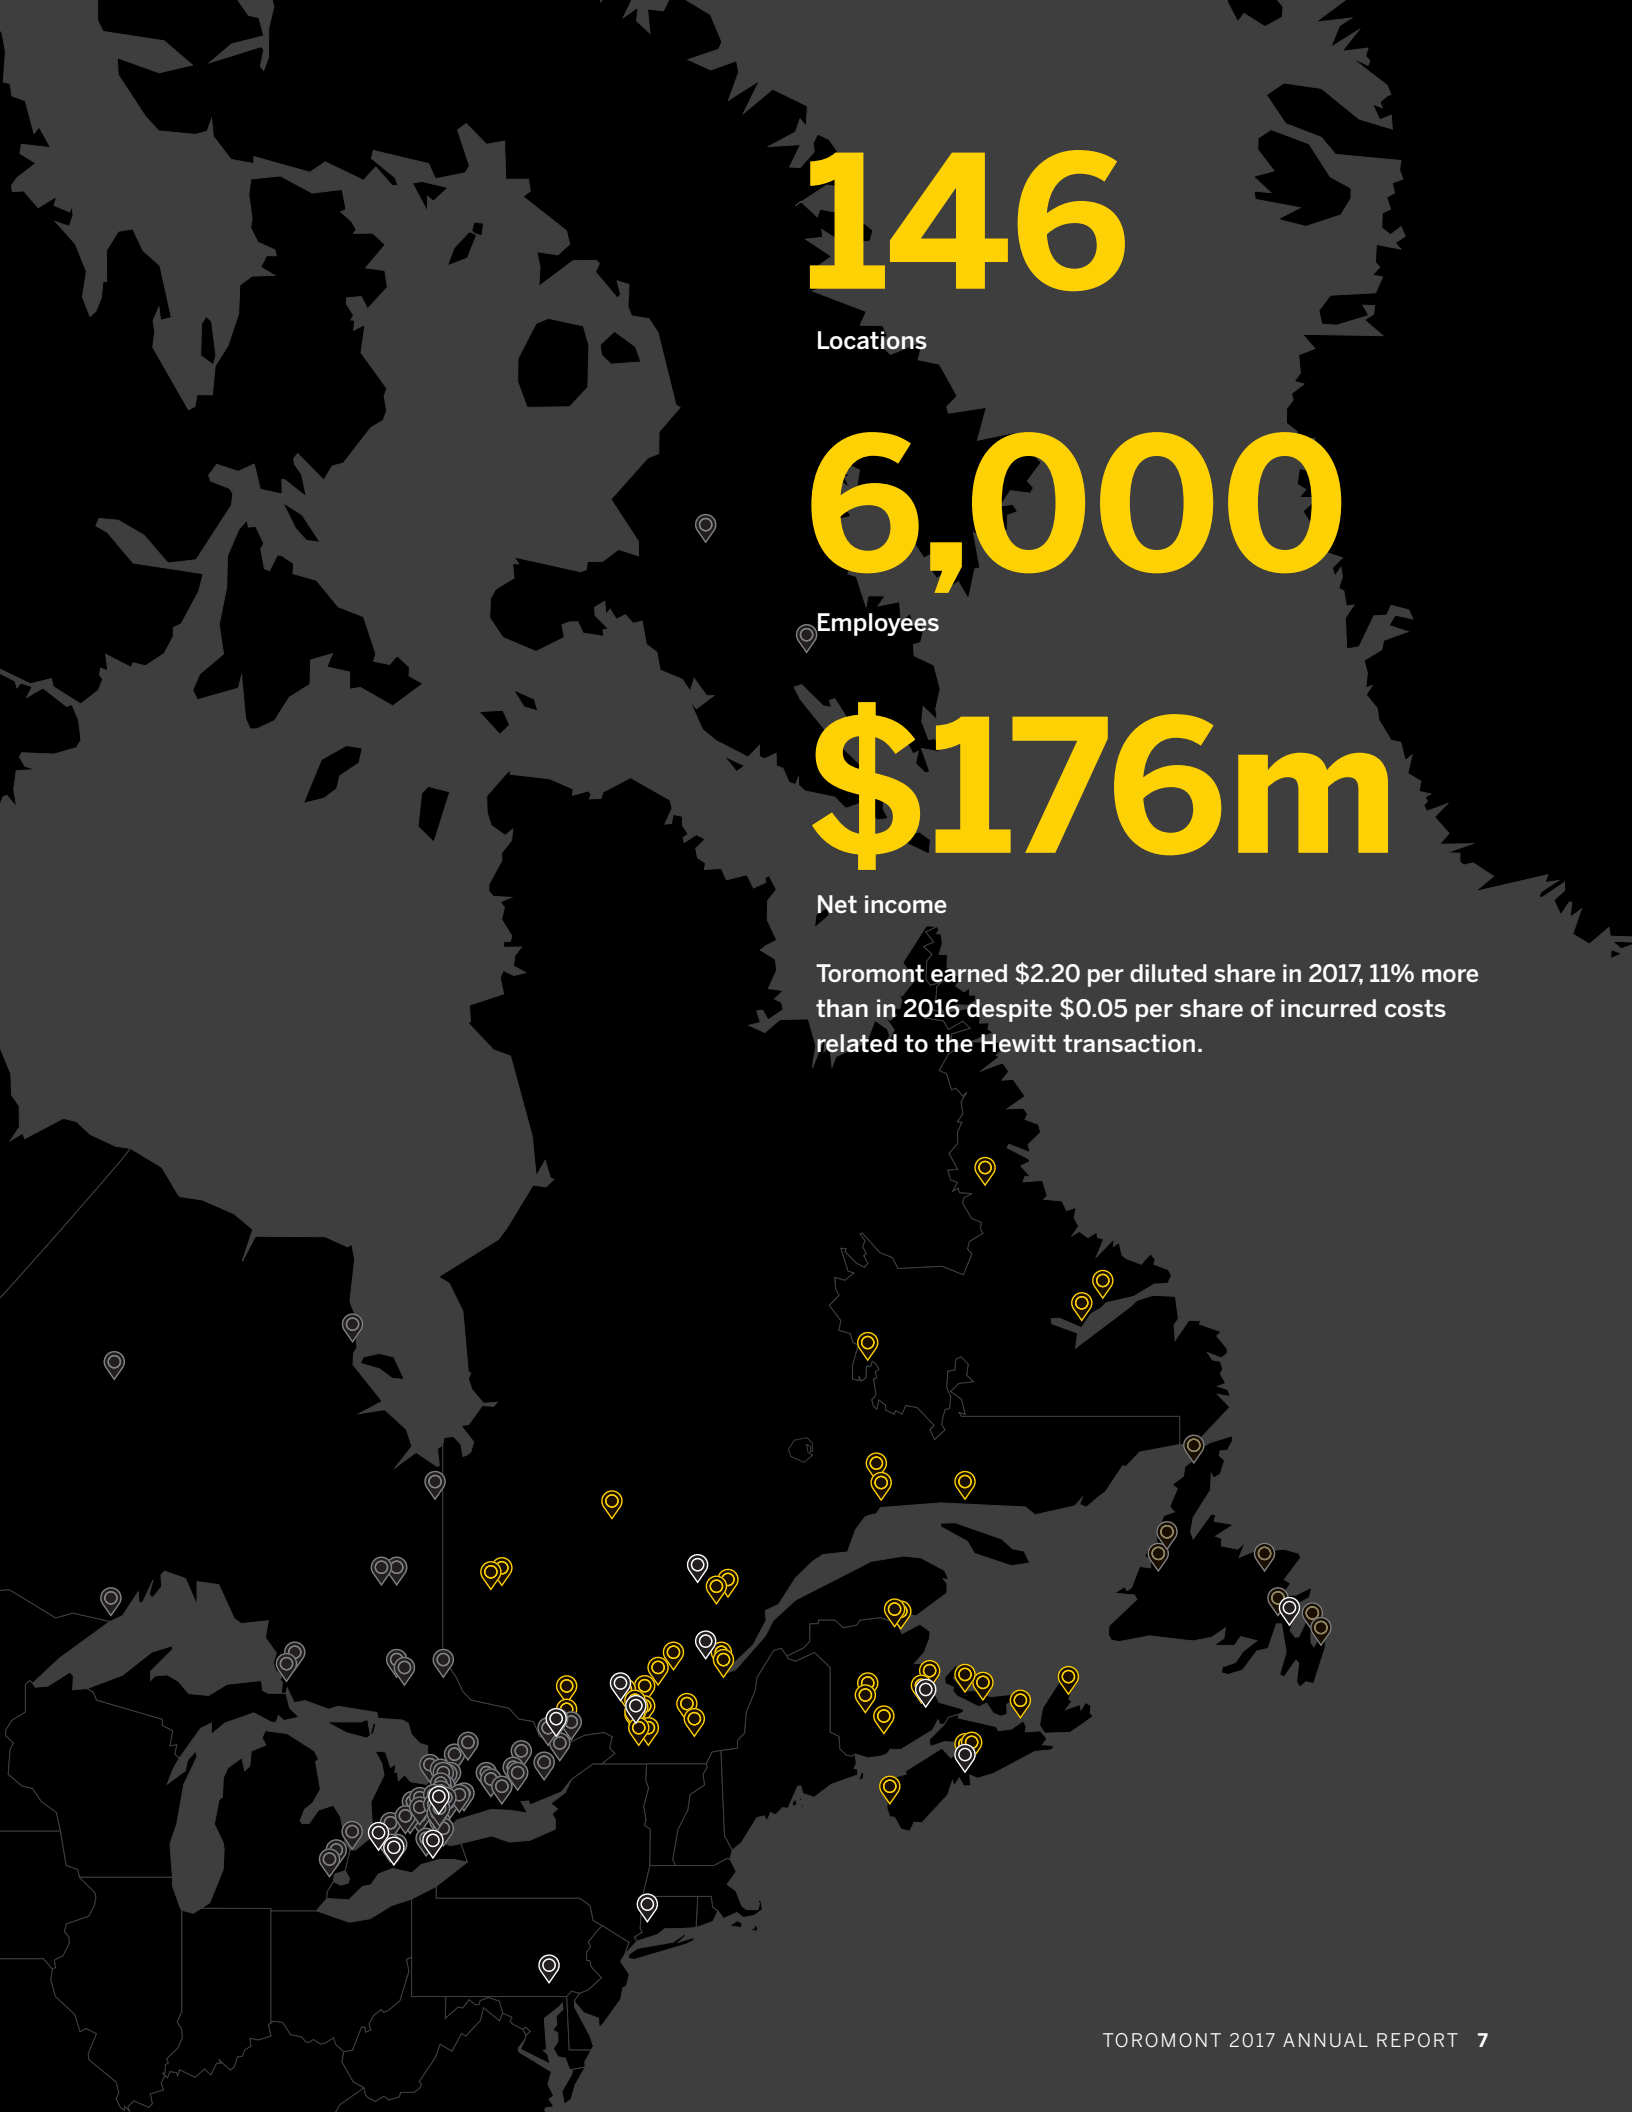 146
Locations
6,000
Employees
$176m
Net income
Toromont earned $2.20 per diluted share in 2017, 11% more
than in 2016 despite $0.05 per share of incurred costs
related to the Hewitt transaction.
TOROMONT 2017 ANNUAL REPORT 7